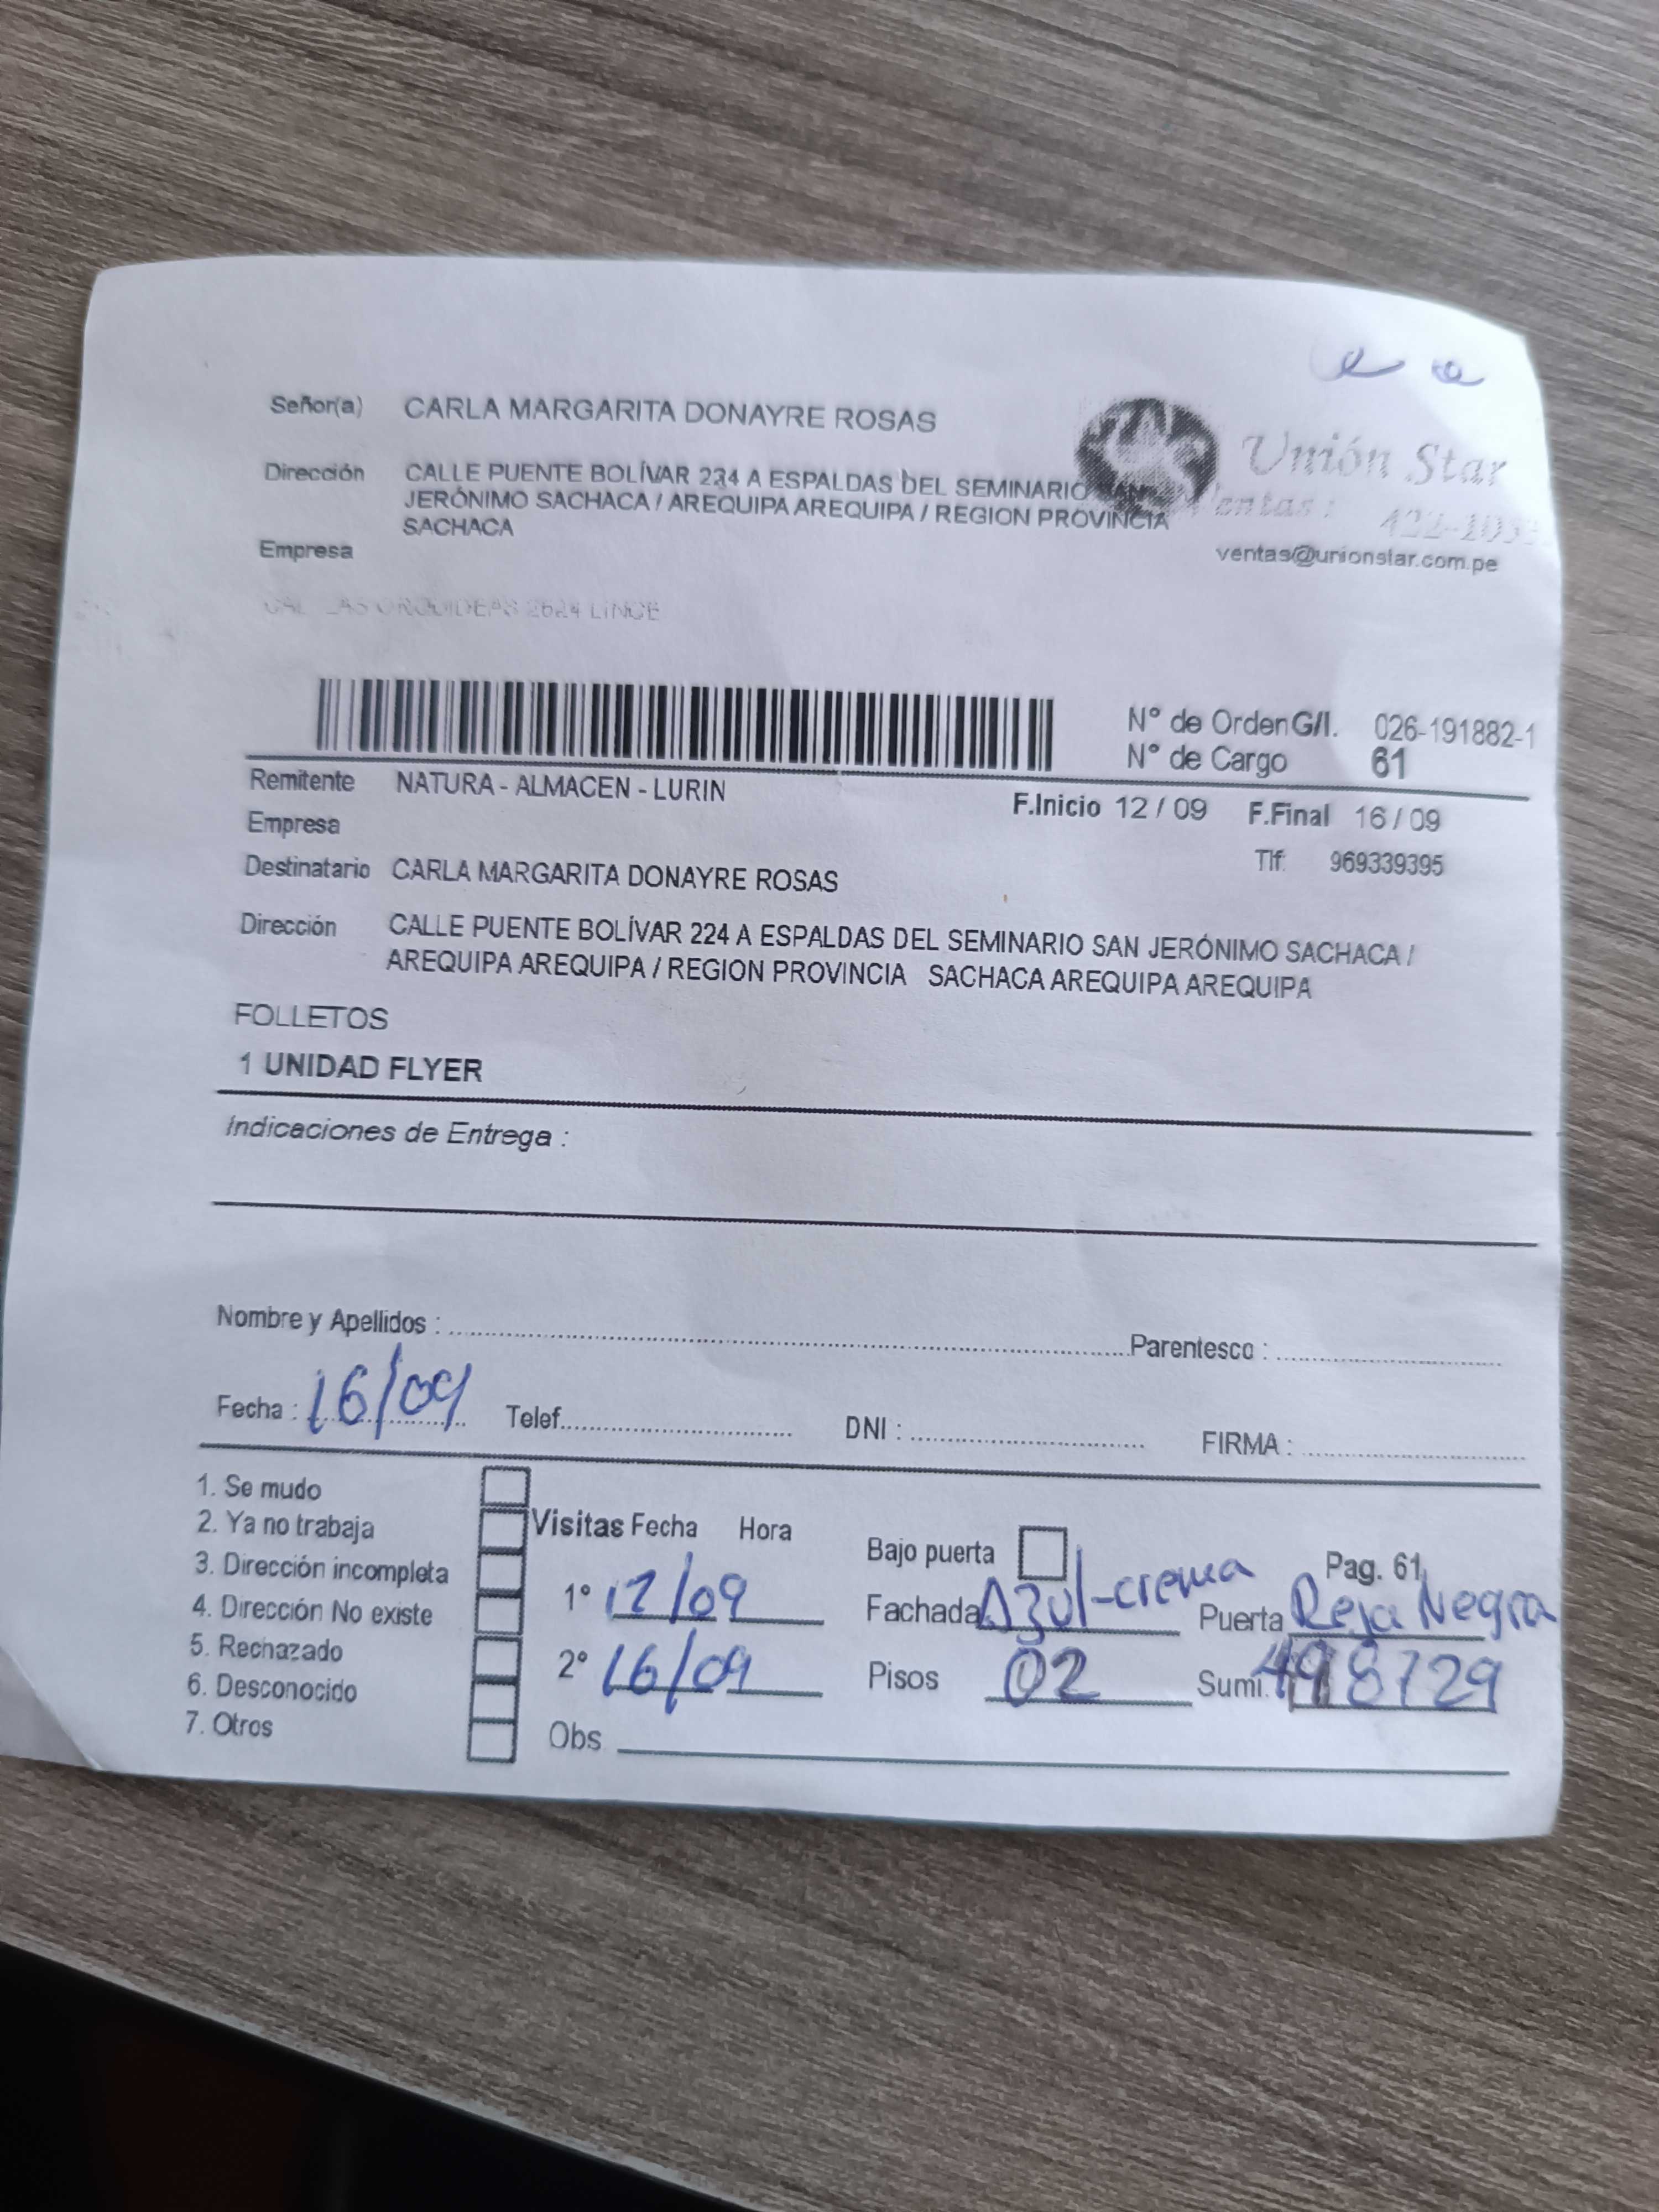 Señor(a) CARLA MARGARITA DONAYRE ROSAS
Unión Star
Dirección CALLE PUENTE BOLÍVAR 224 A ESPALDAS DEL SEMINARIO
JERÓNIMO SACHACA / AREQUIPA AREQUIPA / REGION PROVINCIA
SACHACA
Ventas :
ventas@unionstar.com.pe
Empresa
LAS ORQUIDEAS 2624 LINCE
N° de Orden G/I. 026-191882-1
N° de Cargo 61
Remitente NATURA - ALMACEN - LURIN
F.Inicio 12 / 09 F.Final 16 / 09
Empresa
Tlf: 969339395
Destinatario CARLA MARGARITA DONAYRE ROSAS
Dirección CALLE PUENTE BOLÍVAR 224 A ESPALDAS DEL SEMINARIO SAN JERÓNIMO SACHACA /
AREQUIPA AREQUIPA / REGION PROVINCIA SACHACA AREQUIPA AREQUIPA
FOLLETOS
1 UNIDAD FLYER
Indicaciones de Entrega :
Nombre y Apellidos : Parentesco :
Fecha : 16/09 Telef. DNI : FIRMA :
1. Se mudo
2. Ya no trabaja
3. Dirección incompleta
4. Dirección No existe
5. Rechazado
6. Desconocido
7. Otros
Visitas Fecha Hora
1° 12/09
2° 16/09
Obs
Bajo puerta Pag. 61
Fachada Azul-crema Puerta Reja Negra
Pisos 02 Sumi. 498729